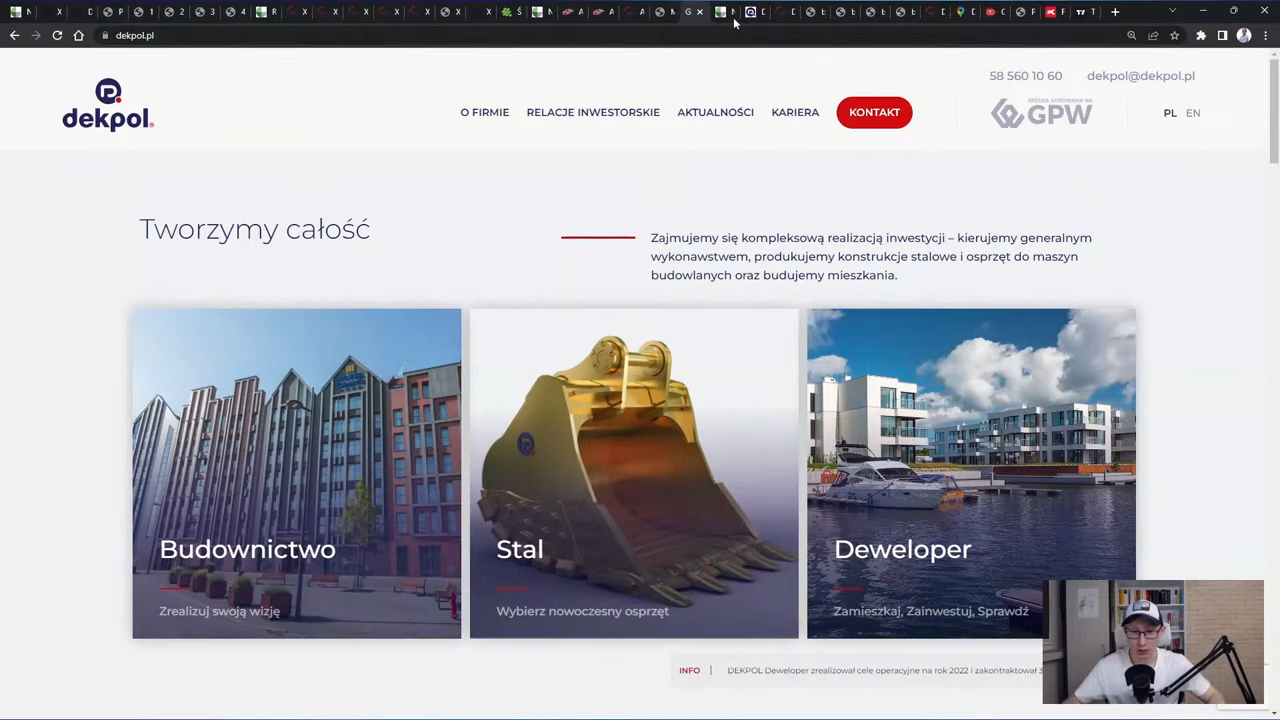 dekpol.pl
58 560 10 60
dekpol@dekpol.pl
dekpol
O FIRMIE
RELACJE INWESTORSKIE
AKTUALNOŚCI
KARIERA
KONTAKT
SPÓŁKA NOTOWANA NA
GPW
PL EN
Tworzymy całość
Zajmujemy się kompleksową realizacją inwestycji – kierujemy generalnym
wykonawstwem, produkujemy konstrukcje stalowe i osprzęt do maszyn
budowlanych oraz budujemy mieszkania.
Budownictwo
Zrealizuj swoją wizję
Stal
Wybierz nowoczesny osprzęt
Deweloper
Zamieszkaj, Zainwestuj, Sprawdź
INFO
DEKPOL Deweloper zrealizował cele operacyjne na rok 2022 i zakontraktował